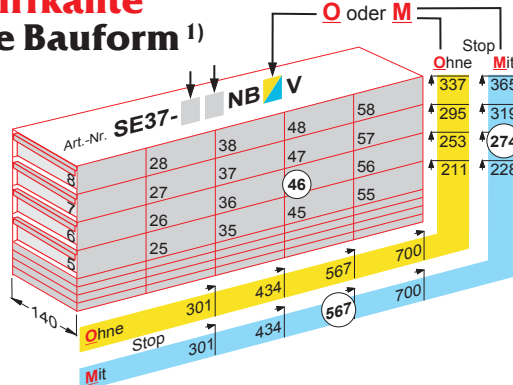 e Bauform 1)
O oder M
Stop
Ohne Mit
337 365
295 319
253 274
211 228
Art.-Nr. SE37- NB V
8 28 38 48 58
7 27 37 47 57
6 26 36 46 56
5 25 35 45 55
140
Ohne 301 434 567 700
Stop
Mit 301 434 567 700